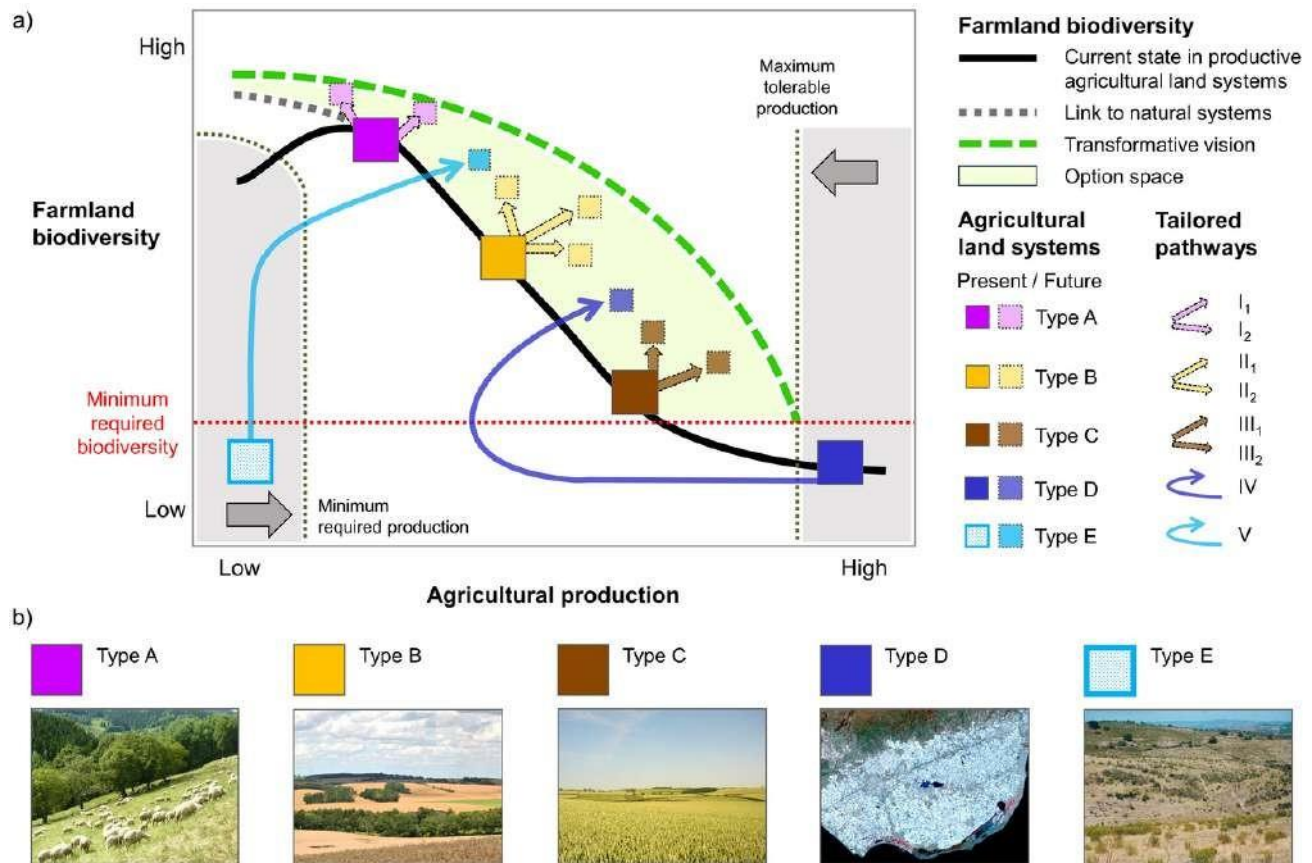 a)
High
Farmland
biodiversity
Minimum
required
biodiversity
Low
Maximum
tolerable
production
Minimum
required production
Low
High
Agricultural production
Farmland biodiversity
Current state in productive
agricultural land systems
Link to natural systems
Transformative vision
Option space
Agricultural
land systems
Tailored
pathways
Present / Future
Type A
I₁
I₂
Type B
II₁
II₂
Type C
III₁
III₂
Type D
IV
Type E
V
b)
Type A
Type B
Type C
Type D
Type E